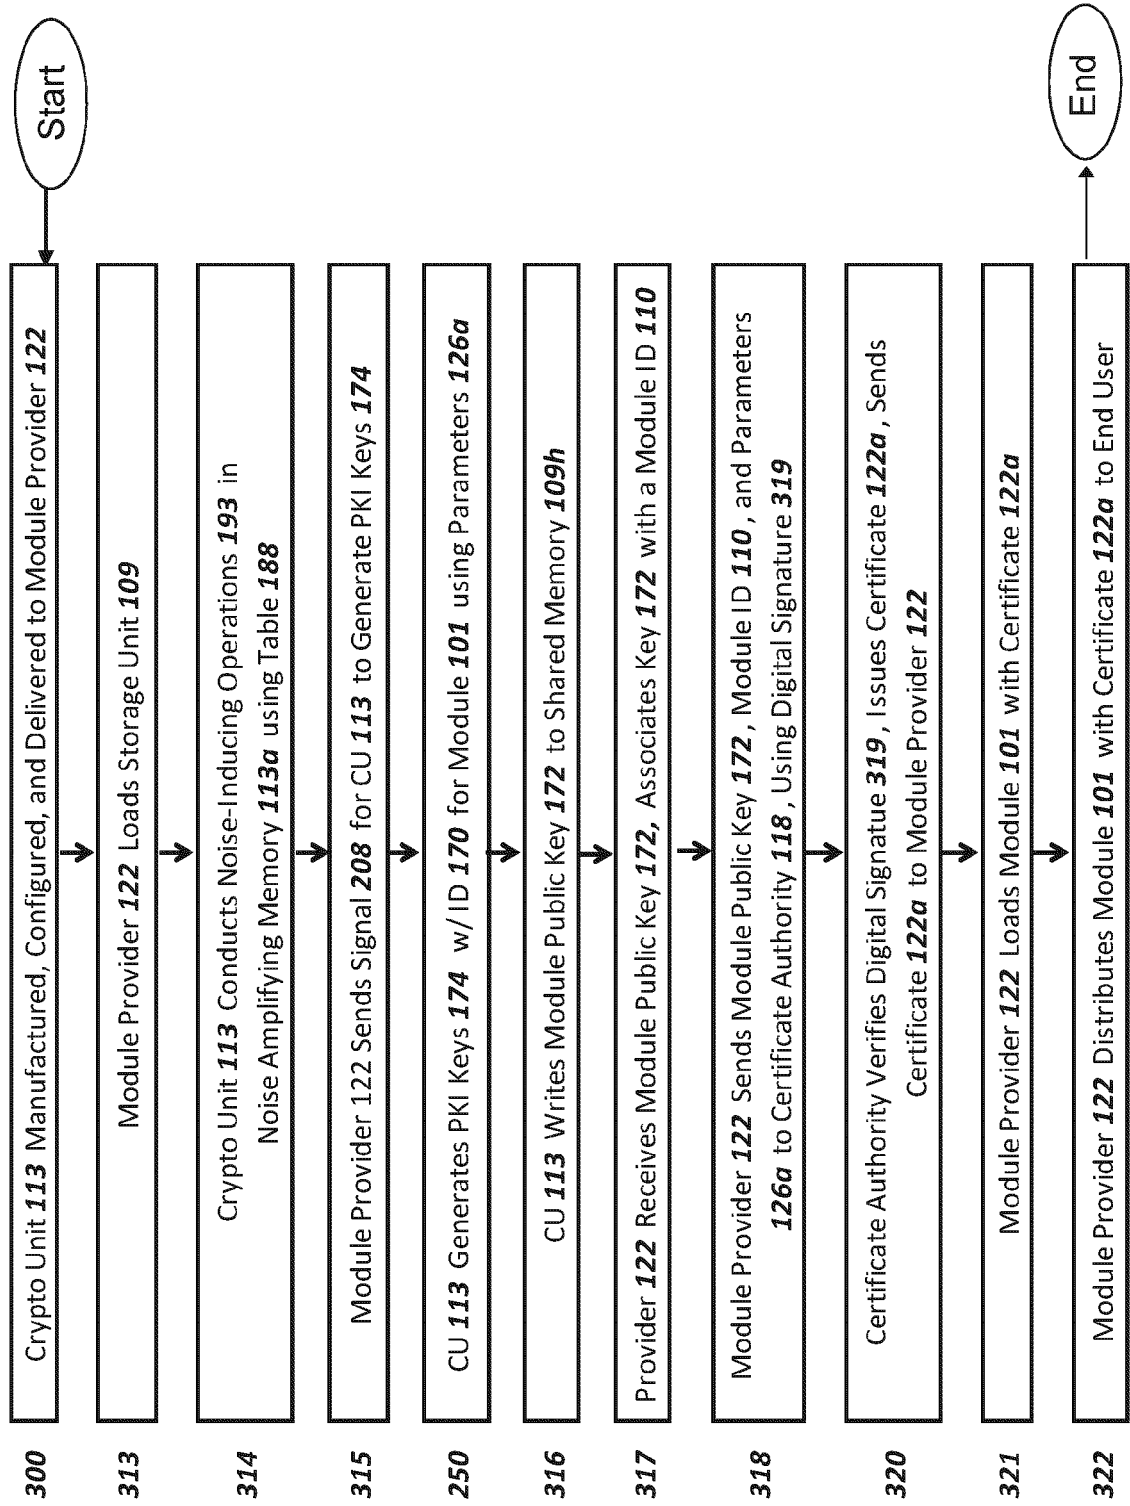 Start
300
Crypto Unit 113 Manufactured, Configured, and Delivered to Module Provider 122
313
Module Provider 122 Loads Storage Unit 109
314
Crypto Unit 113 Conducts Noise-Inducing Operations 193 in
Noise Amplifying Memory 113a using Table 188
315
Module Provider 122 Sends Signal 208 for CU 113 to Generate PKI Keys 174
250
CU 113 Generates PKI Keys 174 w/ ID 170 for Module 101 using Parameters 126a
316
CU 113 Writes Module Public Key 172 to Shared Memory 109h
317
Provider 122 Receives Module Public Key 172, Associates Key 172 with a Module ID 110
318
Module Provider 122 Sends Module Public Key 172, Module ID 110, and Parameters
126a to Certificate Authority 118, Using Digital Signature 319
320
Certificate Authority Verifies Digital Signatue 319, Issues Certificate 122a, Sends
Certificate 122a to Module Provider 122
321
Module Provider 122 Loads Module 101 with Certificate 122a
322
Module Provider 122 Distributes Module 101 with Certificate 122a to End User
End